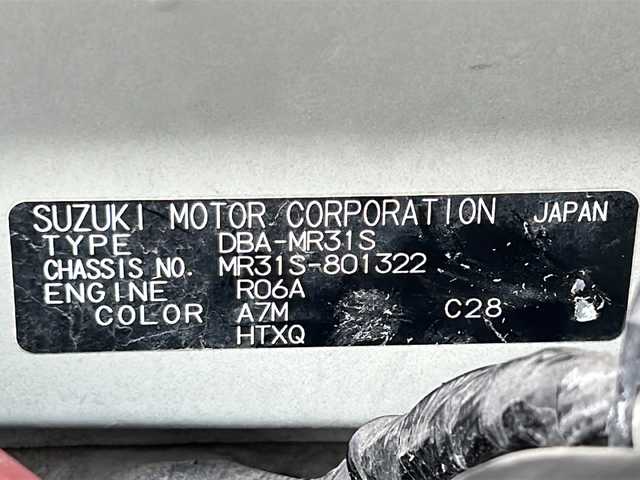 SUZUKI MOTOR CORPORATION JAPAN
TYPE DBA-MR31S
CHASSIS NO. MR31S-801322
ENGINE R06A
COLOR A7M C28
HTXQ